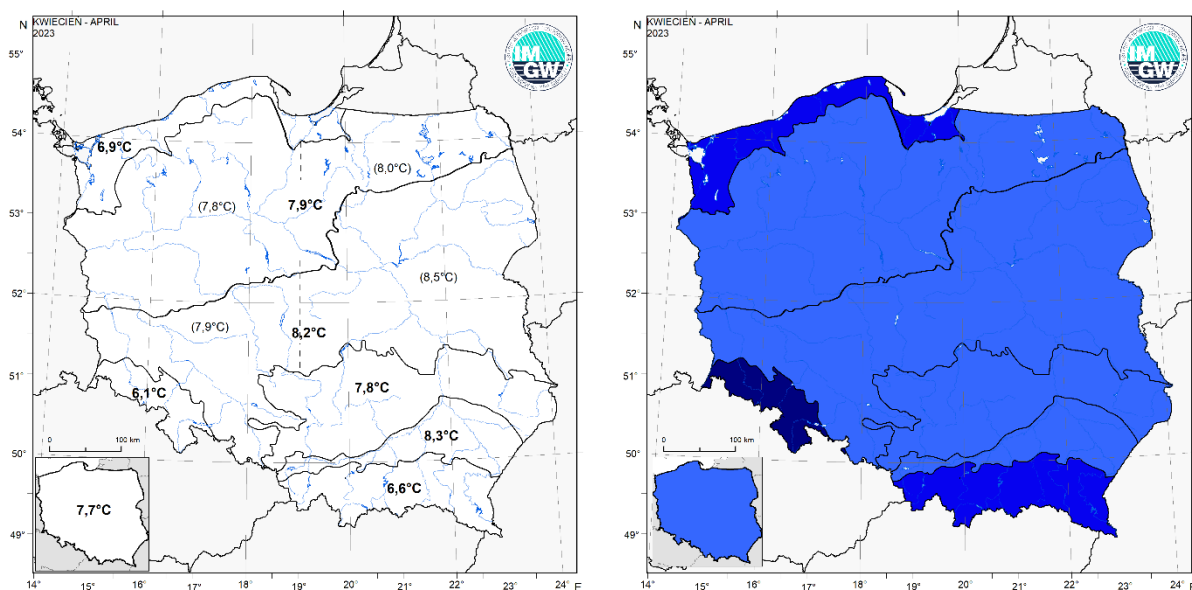 N
KWIECIEŃ - APRIL
2023
IM
GW
55°
54°
53°
52°
51°
50°
49°
6,9°C
(8,0°C)
(7,8°C)
7,9°C
(8,5°C)
(7,9°C)
8,2°C
6,1°C
7,8°C
8,3°C
6,6°C
0 100 km
7,7°C
14° 15° 16° 17° 18 19° 20° 21° 22° 23° E
N
KWIECIEŃ - APRIL
2023
IM
GW
55°
54°
53°
52°
51°
50°
49°
0 100 km
14° 15° 16° 17° 18 19° 20° 21° 22° 23° E